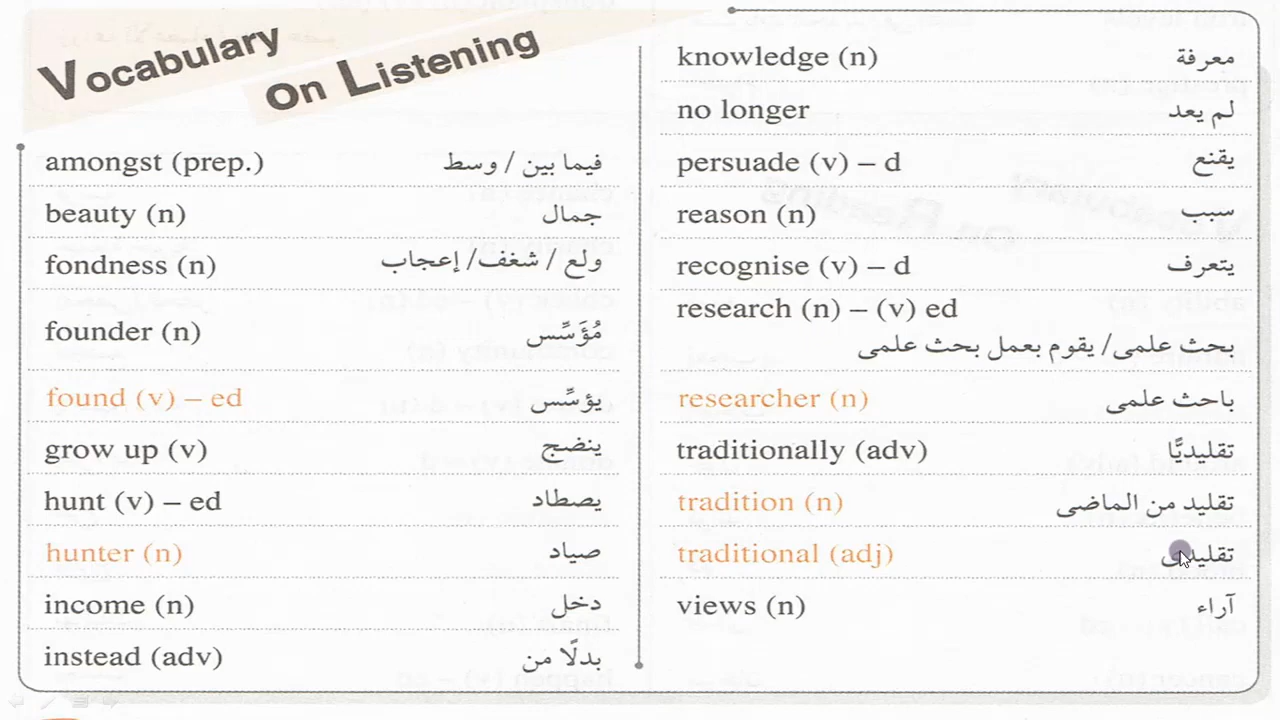 Vocabulary
on Listening
amongst (prep.) فيما بين / وسط
beauty (n) جمال
fondness (n) ولع / شغف/ إعجاب
founder (n) مُؤَسِّس
found (v) – ed يؤسِّس
grow up (v) ينضج
hunt (v) – ed يصطاد
hunter (n) صياد
income (n) دخل
instead (adv) بدلًا من
knowledge (n) معرفة
no longer لم يعد
persuade (v) – d يقنع
reason (n) سبب
recognise (v) – d يتعرف
research (n) – (v) ed
بحث علمى/ يقوم بعمل بحث علمى
researcher (n) باحث علمى
traditionally (adv) تقليديًّا
tradition (n) تقليد من الماضى
traditional (adj) تقليدى
views (n) آراء